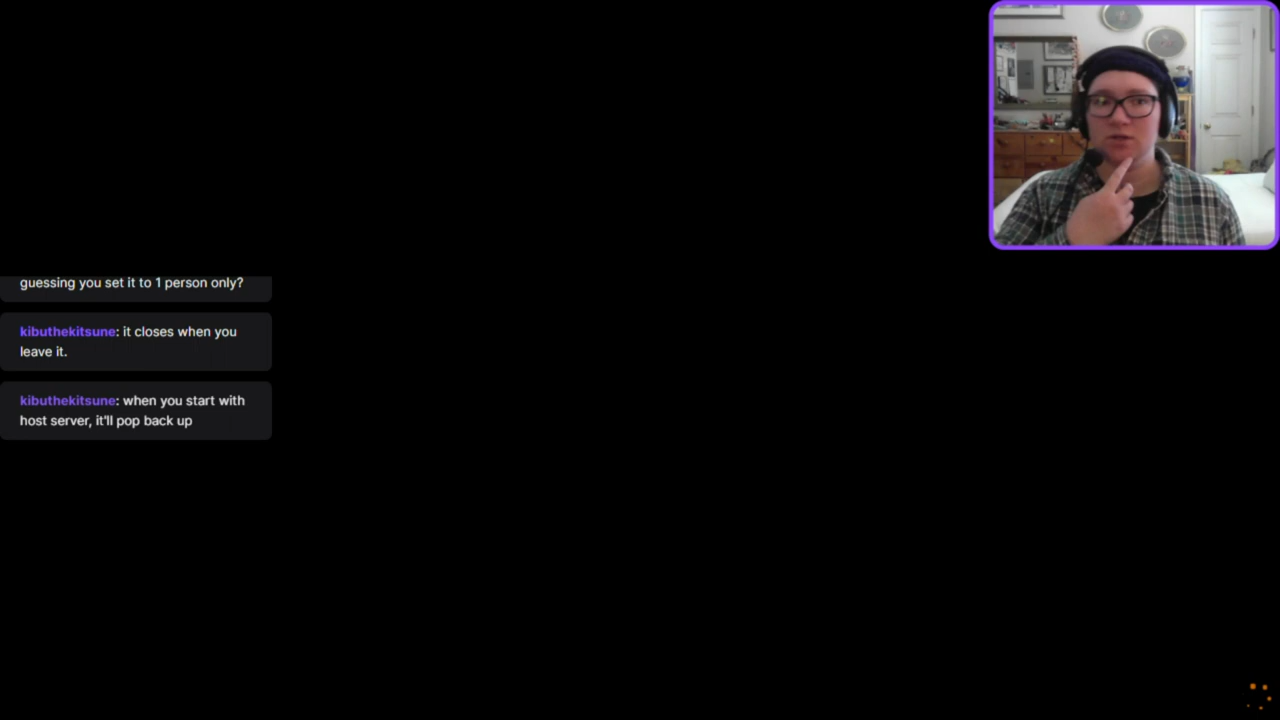 guessing you set it to 1 person only?
kibuthekitsune: it closes when you
leave it.
kibuthekitsune: when you start with
host server, it'll pop back up